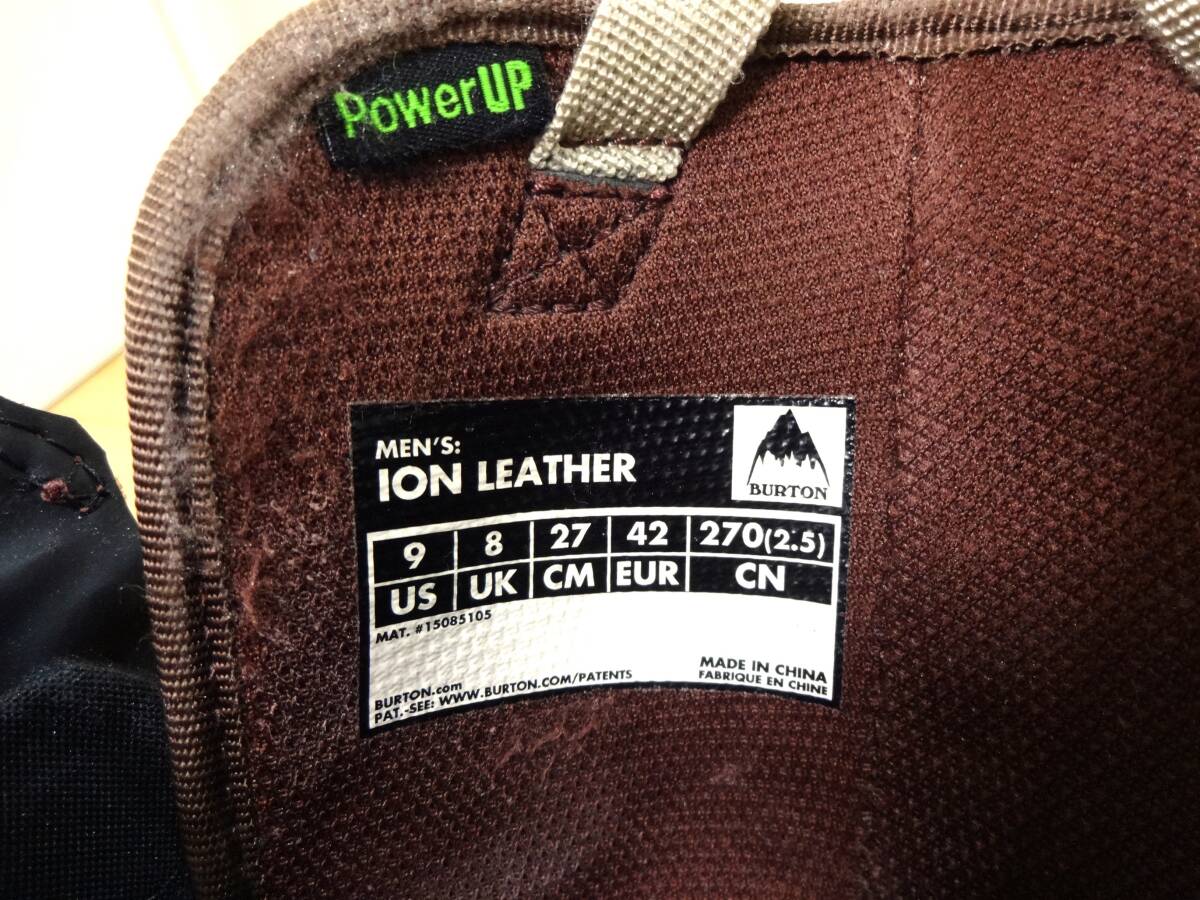 PowerUP
MEN'S:
ION LEATHER
BURTON
9 8 27 42 270(2.5)
US UK CM EUR CN
MAT. #15085105
BURTON.com
PAT.-SEE: WWW.BURTON.COM/PATENTS
MADE IN CHINA
FABRIQUE EN CHINE